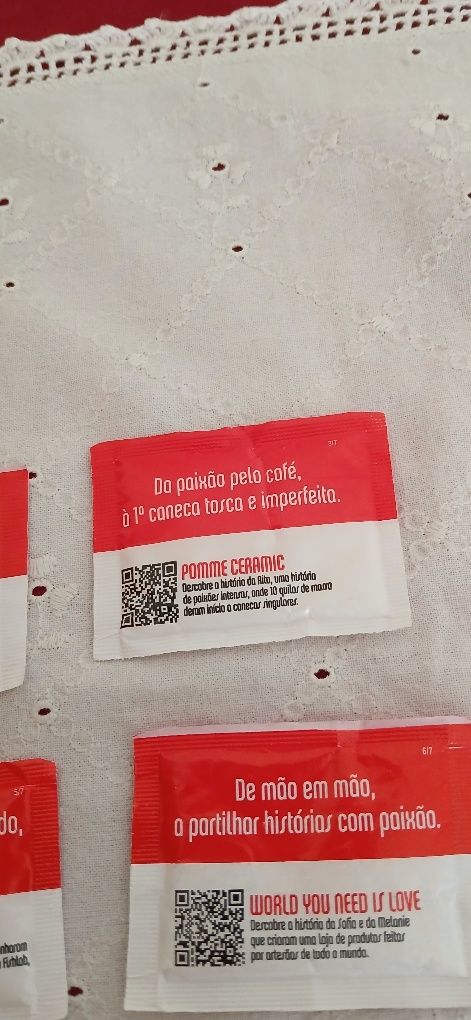 3/7
Da paixão pelo café,
à 1ª caneca tosca e imperfeita.
POMME CERAMIC
Descobre a história da Rita, uma história
de paixões intensas, onde 10 quilos de massa
deram início a canecas singulares.
6/7
De mão em mão,
a partilhar histórias com paixão.
WORLD YOU NEED IS LOVE
Descobre a história da Sofia e da Melanie
que criaram uma loja de produtos feitos
por artesãos de todo o mundo.
5/7
do,
nharam
Fishlab,